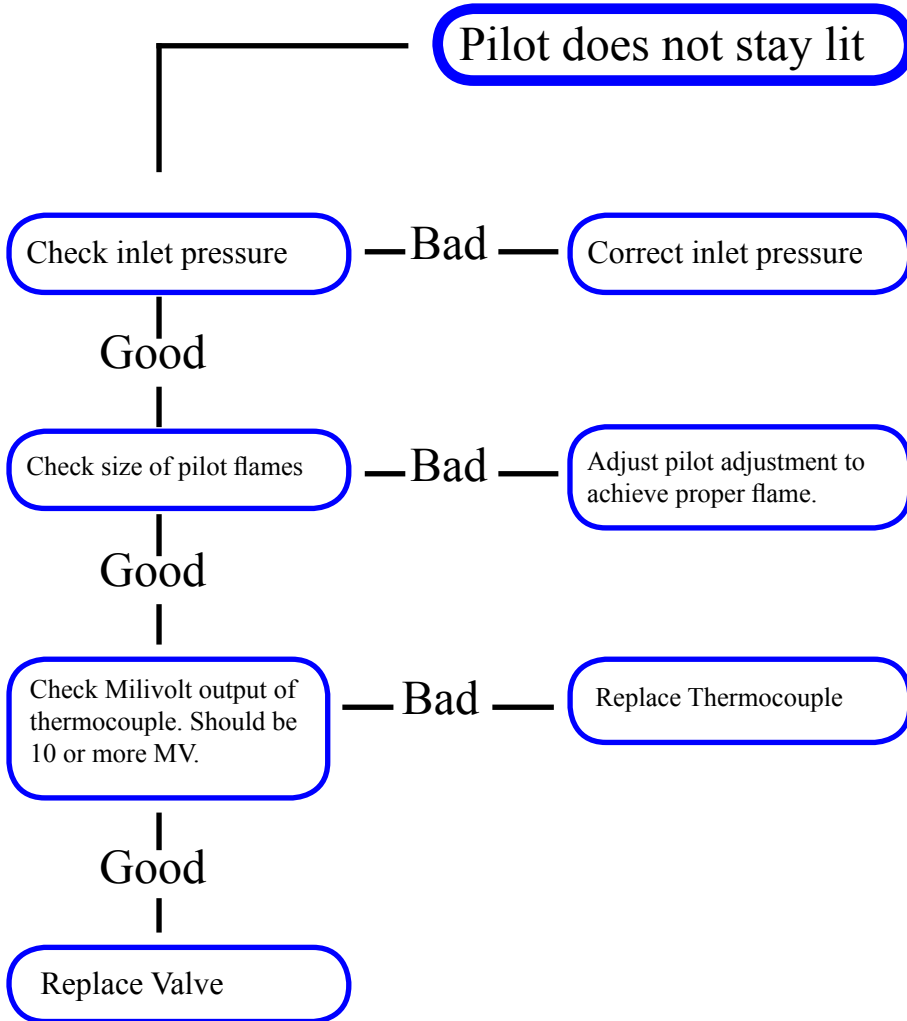 Pilot does not stay lit
Check inlet pressure
Bad
Correct inlet pressure
Good
Check size of pilot flames
Bad
Adjust pilot adjustment to
achieve proper flame.
Good
Check Milivolt output of
thermocouple. Should be
10 or more MV.
Bad
Replace Thermocouple
Good
Replace Valve